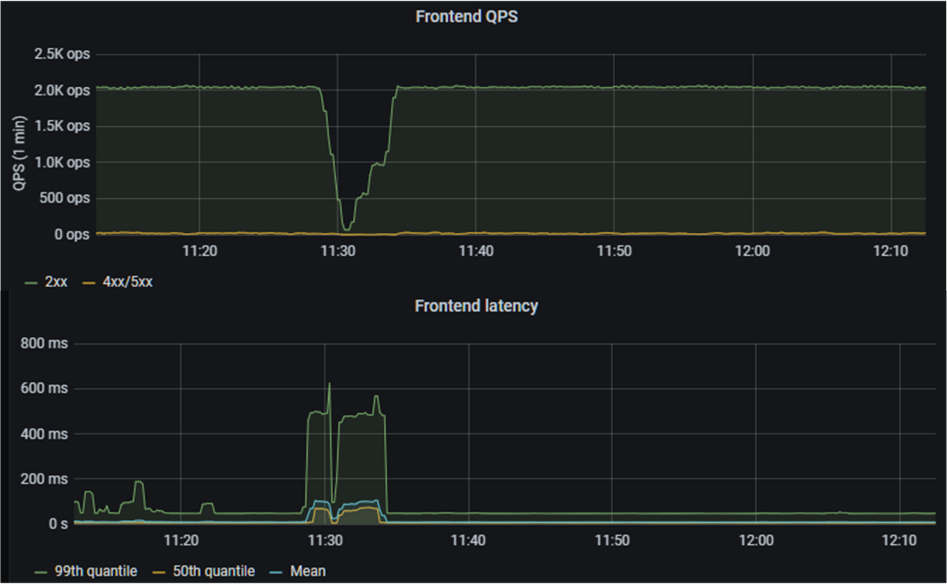 Frontend QPS
2.5K ops
2.0K ops
1.5K ops
1.0K ops
500 ops
0 ops
QPS (1 min)
11:20 11:30 11:40 11:50 12:00 12:10
2xx 4xx/5xx
Frontend latency
800 ms
600 ms
400 ms
200 ms
0 s
11:20 11:30 11:40 11:50 12:00 12:10
99th quantile 50th quantile Mean